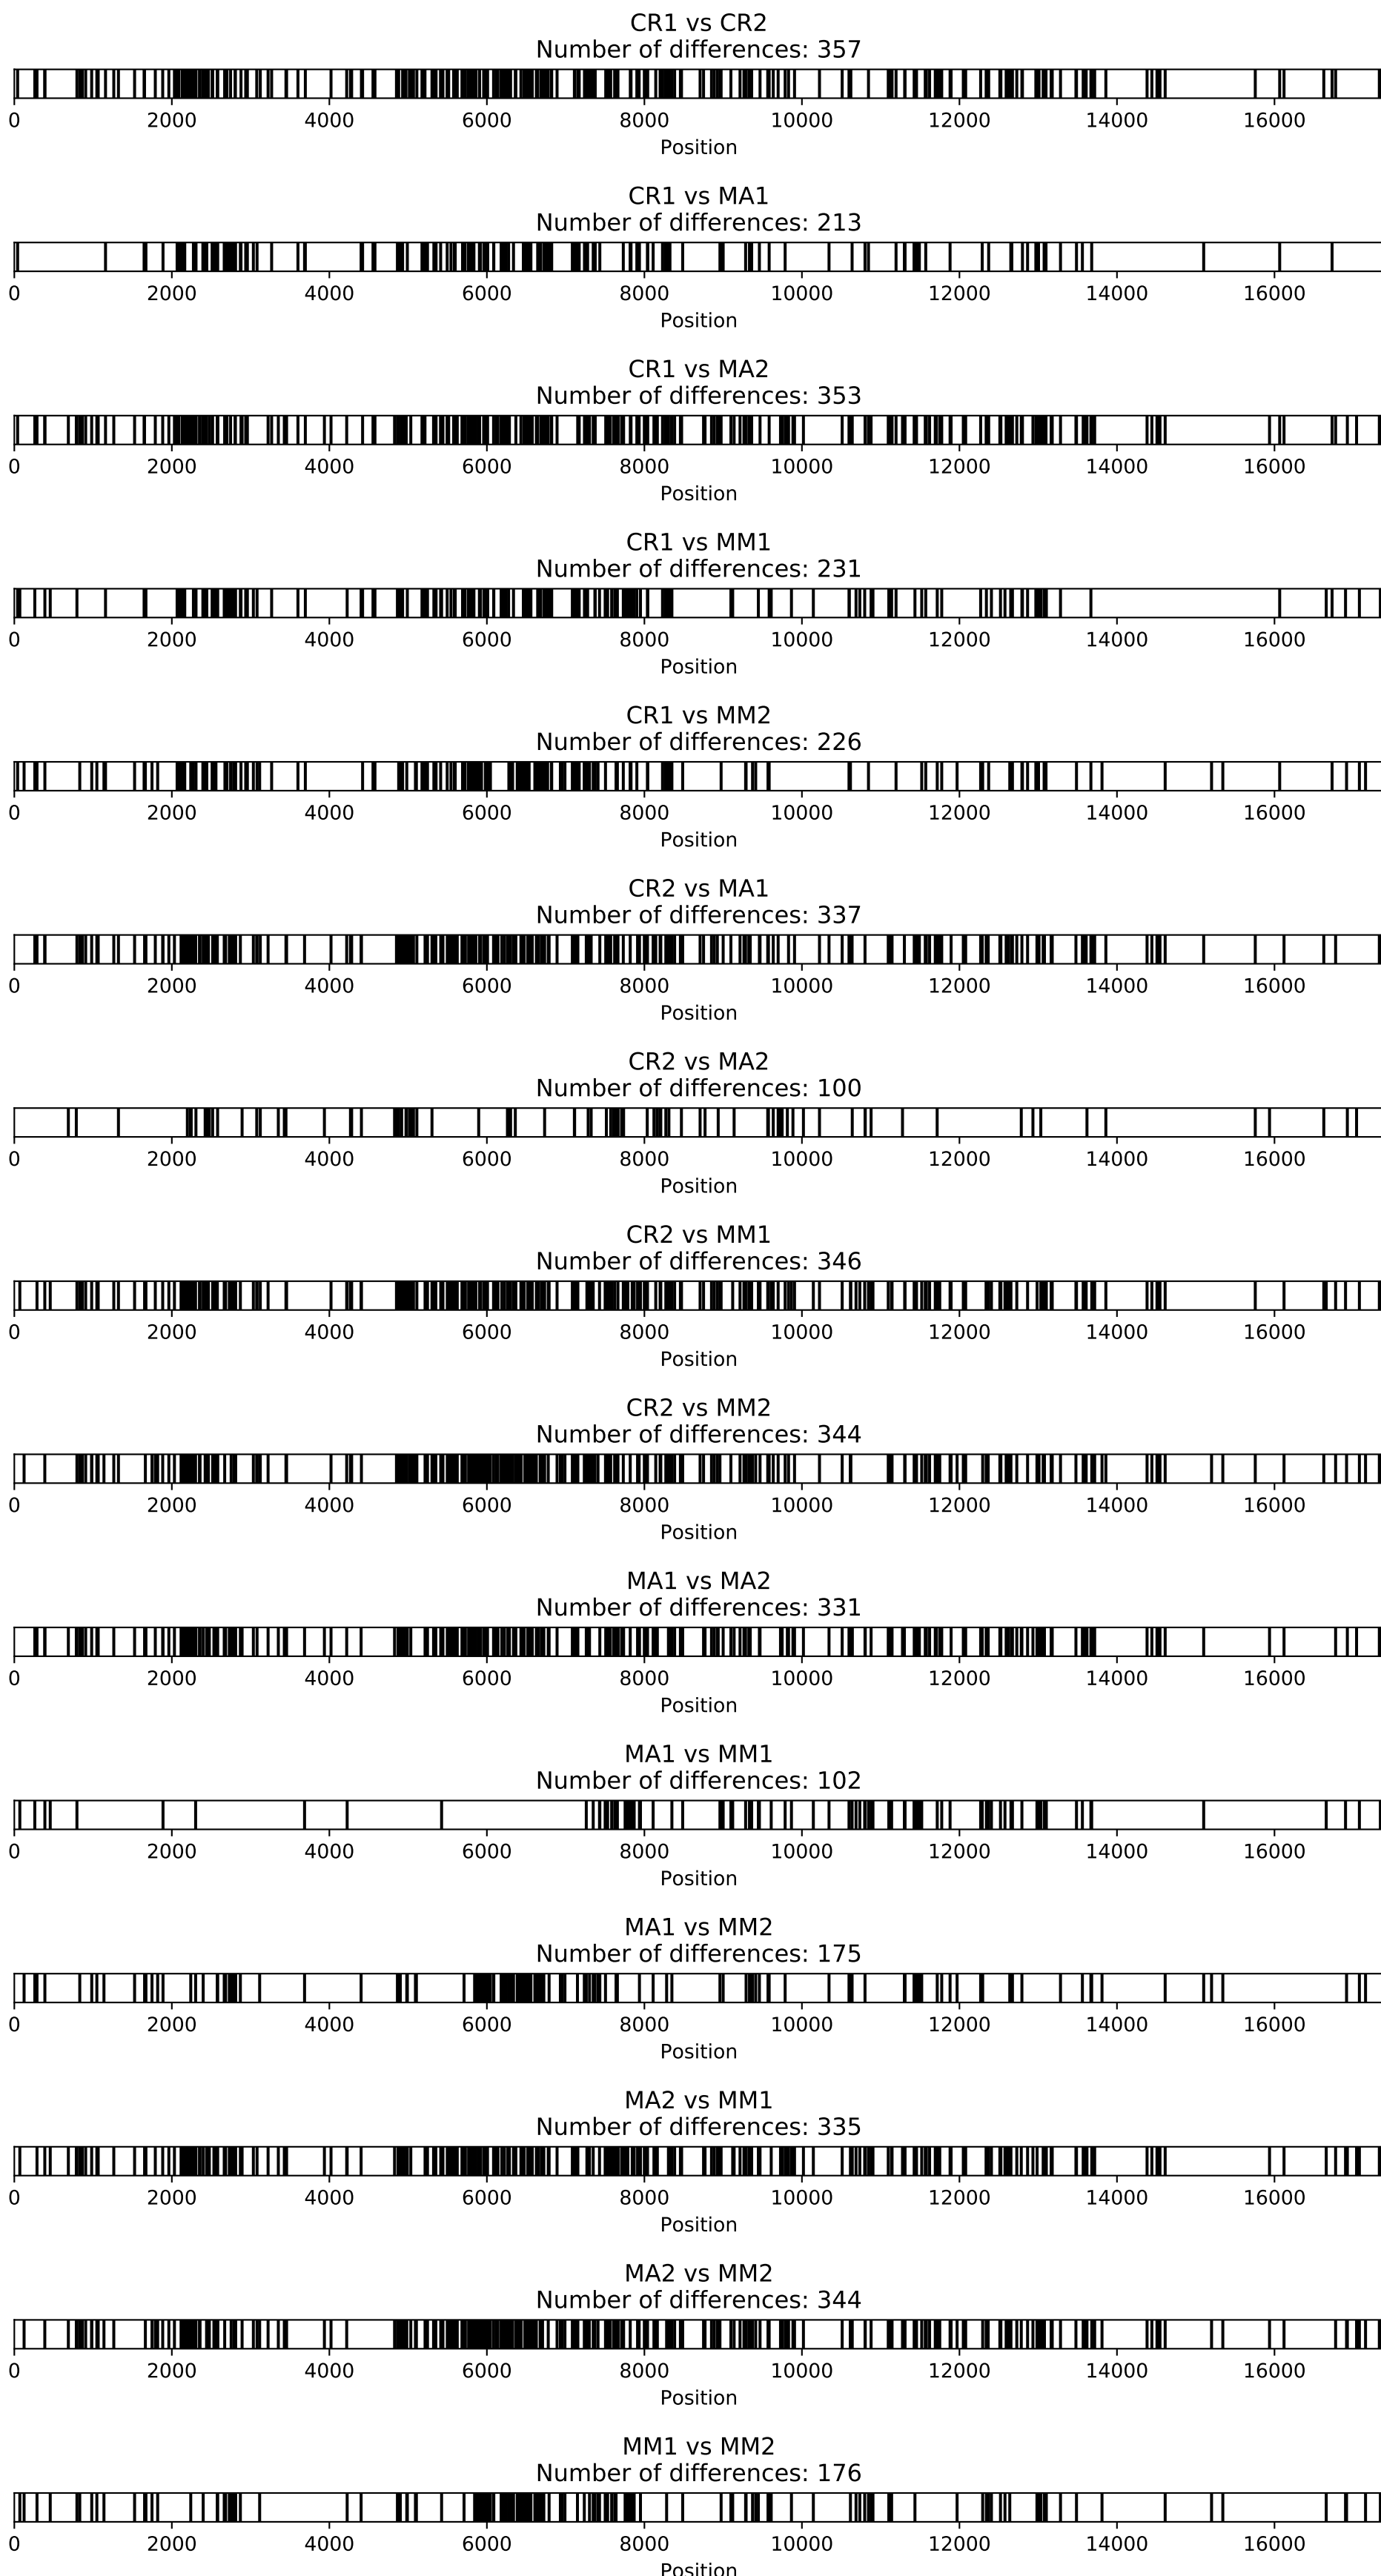 CR1 vs CR2
Number of differences: 357
0 2000 4000 6000 8000 10000 12000 14000 16000
Position
CR1 vs MA1
Number of differences: 213
0 2000 4000 6000 8000 10000 12000 14000 16000
Position
CR1 vs MA2
Number of differences: 353
0 2000 4000 6000 8000 10000 12000 14000 16000
Position
CR1 vs MM1
Number of differences: 231
0 2000 4000 6000 8000 10000 12000 14000 16000
Position
CR1 vs MM2
Number of differences: 226
0 2000 4000 6000 8000 10000 12000 14000 16000
Position
CR2 vs MA1
Number of differences: 337
0 2000 4000 6000 8000 10000 12000 14000 16000
Position
CR2 vs MA2
Number of differences: 100
0 2000 4000 6000 8000 10000 12000 14000 16000
Position
CR2 vs MM1
Number of differences: 346
0 2000 4000 6000 8000 10000 12000 14000 16000
Position
CR2 vs MM2
Number of differences: 344
0 2000 4000 6000 8000 10000 12000 14000 16000
Position
MA1 vs MA2
Number of differences: 331
0 2000 4000 6000 8000 10000 12000 14000 16000
Position
MA1 vs MM1
Number of differences: 102
0 2000 4000 6000 8000 10000 12000 14000 16000
Position
MA1 vs MM2
Number of differences: 175
0 2000 4000 6000 8000 10000 12000 14000 16000
Position
MA2 vs MM1
Number of differences: 335
0 2000 4000 6000 8000 10000 12000 14000 16000
Position
MA2 vs MM2
Number of differences: 344
0 2000 4000 6000 8000 10000 12000 14000 16000
Position
MM1 vs MM2
Number of differences: 176
0 2000 4000 6000 8000 10000 12000 14000 16000
Position